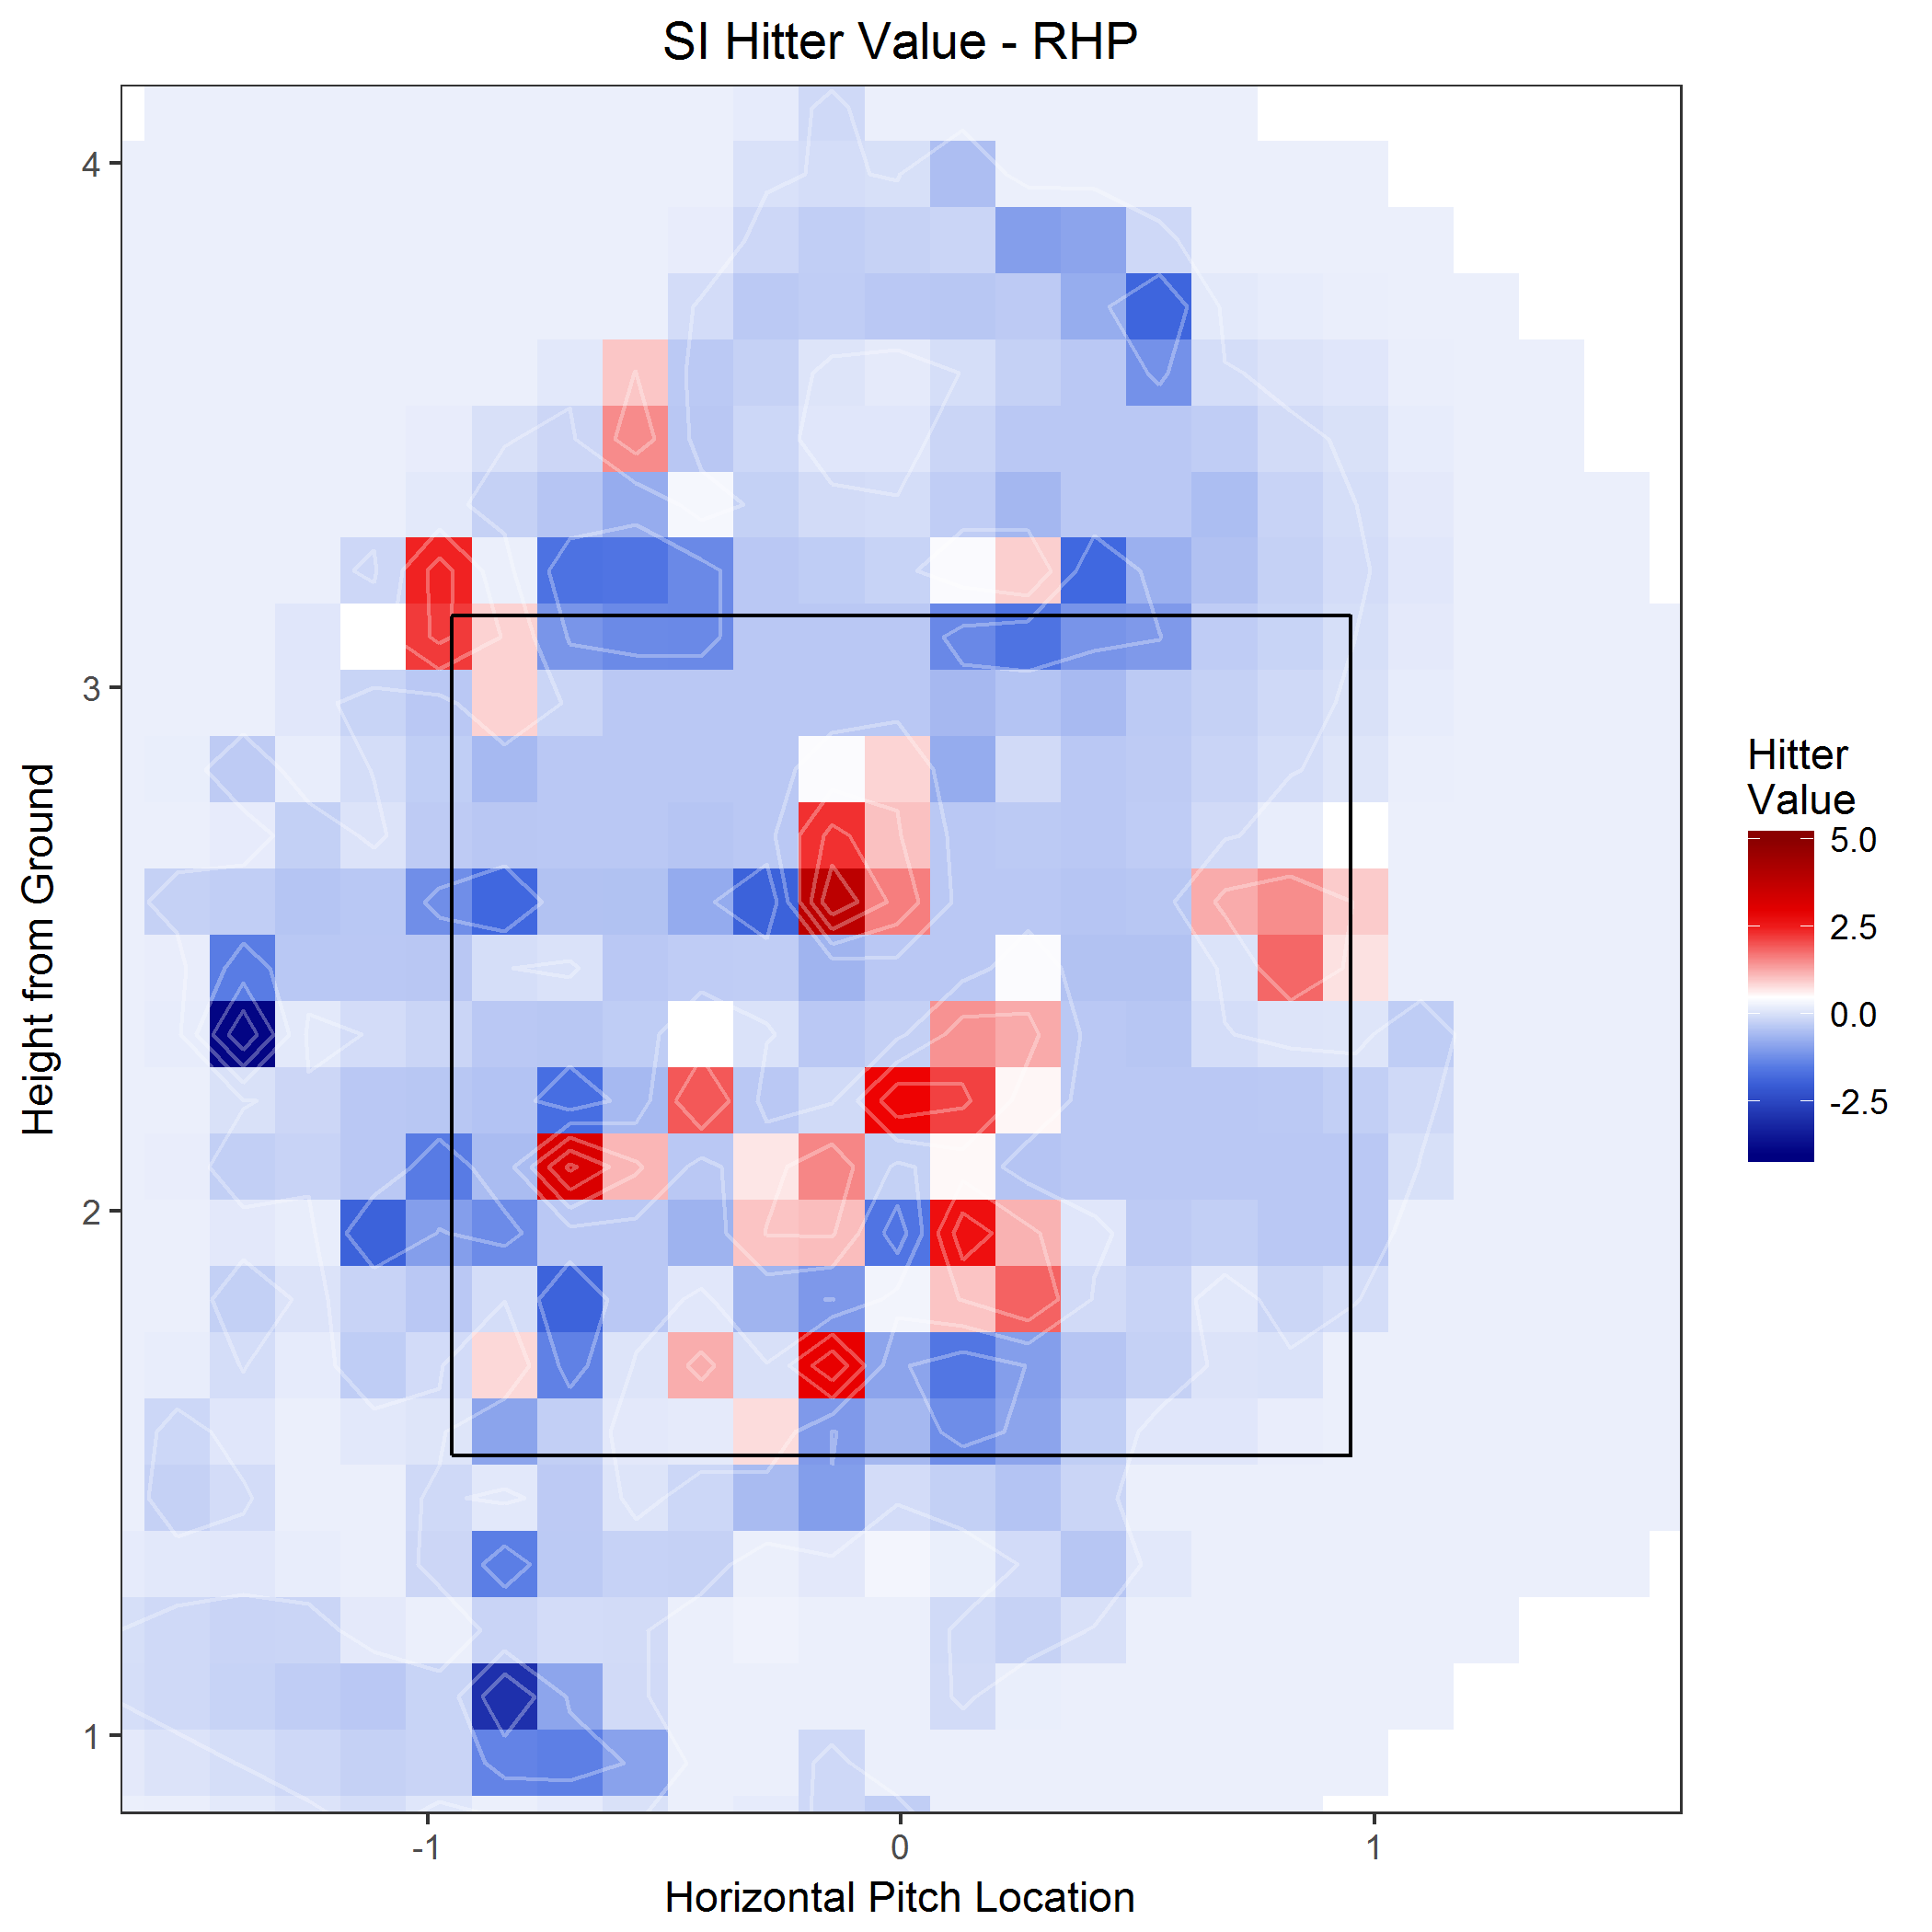 SI Hitter Value - RHP
4
3
2
1
Height from Ground
-1
0
1
Horizontal Pitch Location
Hitter
Value
5.0
2.5
0.0
-2.5